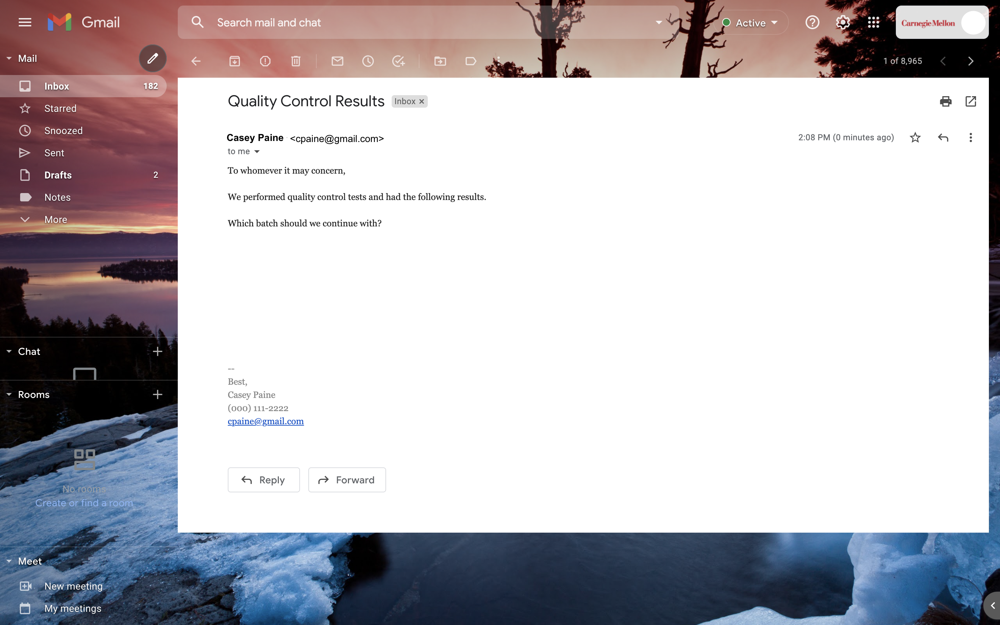 Gmail
Search mail and chat
Active
Carnegie Mellon
Mail
1 of 8,965
Inbox 182
Starred
Snoozed
Sent
Drafts 2
Notes
More
Quality Control Results Inbox ×
Casey Paine <cpaine@gmail.com>
2:08 PM (0 minutes ago)
to me
To whomever it may concern,
We performed quality control tests and had the following results.
Which batch should we continue with?
--
Best,
Casey Paine
(000) 111-2222
cpaine@gmail.com
Reply
Forward
Chat
Rooms
No rooms
Create or find a room
Meet
New meeting
My meetings